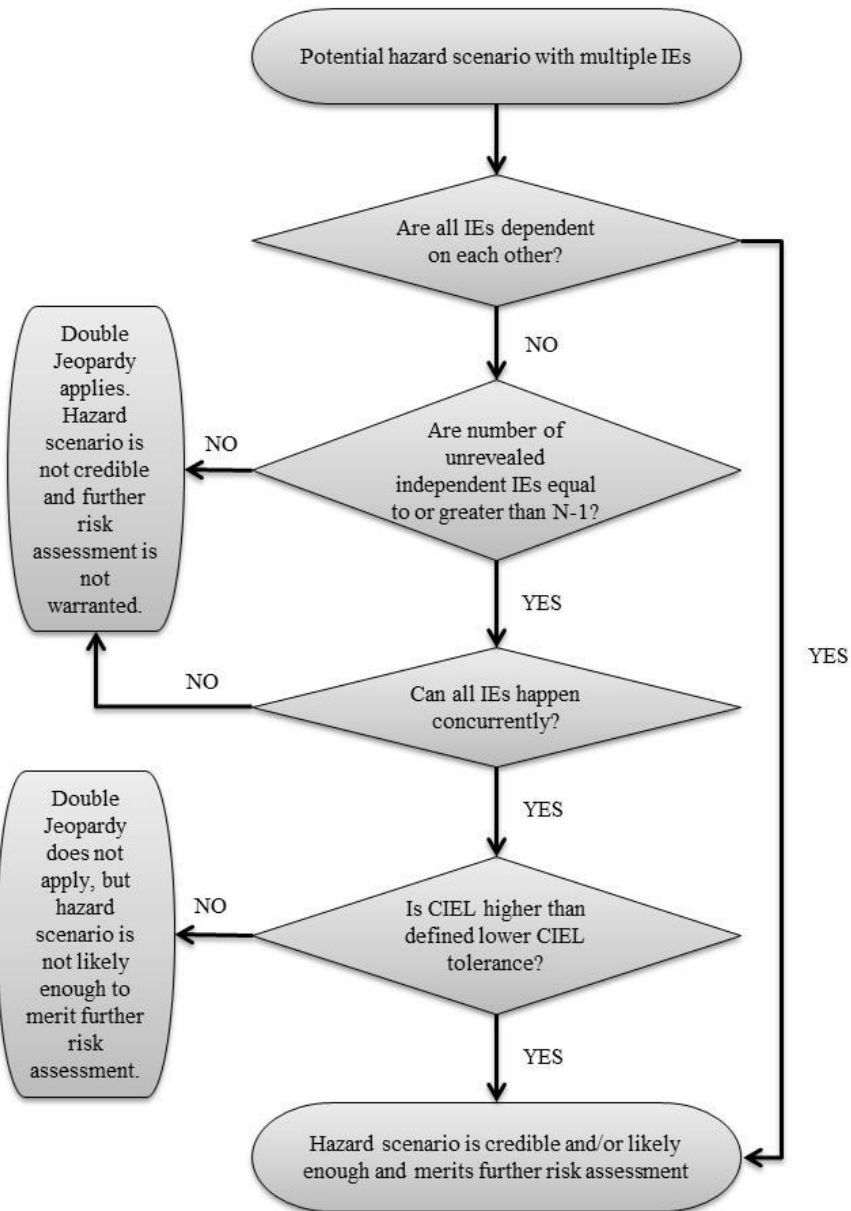 Potential hazard scenario with multiple IEs
Are all IEs dependent
on each other?
NO
Double
Jeopardy
applies.
Hazard
scenario is
not credible
and further
risk
assessment is
not
warranted.
NO
Are number of
unrevealed
independent IEs equal
to or greater than N-1?
YES
YES
NO
Can all IEs happen
concurrently?
YES
Double
Jeopardy
does not
apply, but
hazard
scenario is
not likely
enough to
merit further
risk
assessment.
NO
Is CIEL higher than
defined lower CIEL
tolerance?
YES
Hazard scenario is credible and/or likely
enough and merits further risk assessment